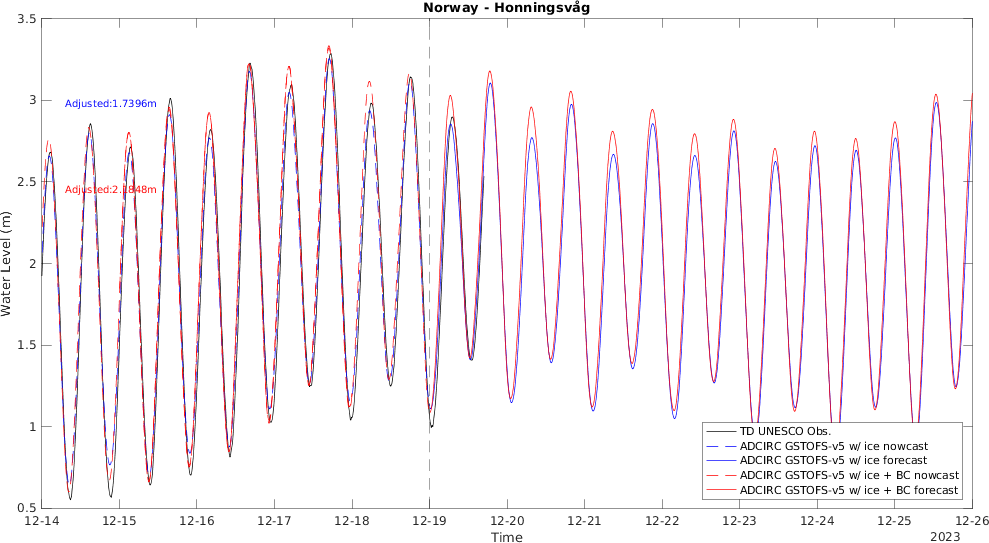 Norway - Honningsvåg
3.5
3
2.5
2
1.5
1
0.5
Water Level (m)
Adjusted:1.7396m
Adjusted:2.1848m
TD UNESCO Obs.
ADCIRC GSTOFS-v5 w/ ice nowcast
ADCIRC GSTOFS-v5 w/ ice forecast
ADCIRC GSTOFS-v5 w/ ice + BC nowcast
ADCIRC GSTOFS-v5 w/ ice + BC forecast
12-14 12-15 12-16 12-17 12-18 12-19 12-20 12-21 12-22 12-23 12-24 12-25 12-26
Time
2023